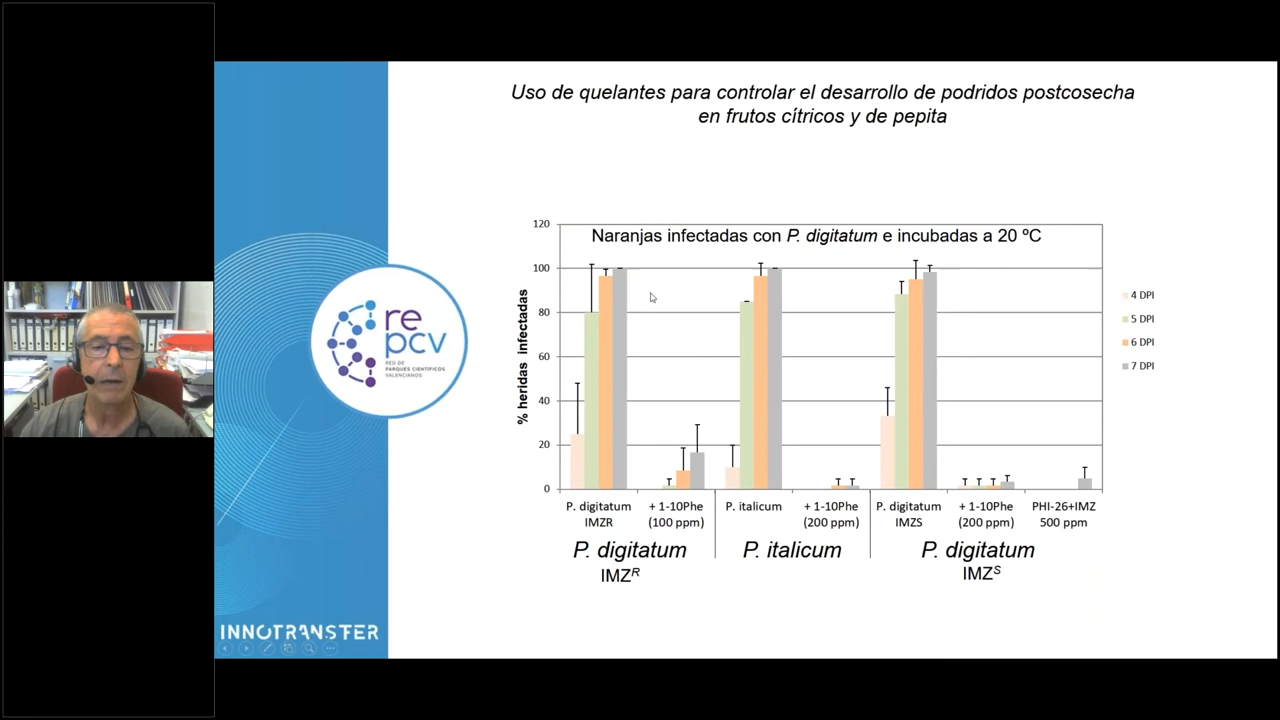 Uso de quelantes para controlar el desarrollo de podridos postcosecha
en frutos cítricos y de pepita
Naranjas infectadas con P. digitatum e incubadas a 20 ºC
% heridas infectadas
120
100
80
60
40
20
0
4 DPI
5 DPI
6 DPI
7 DPI
P. digitatum
IMZR
+ 1-10Phe
(100 ppm)
P. italicum
+ 1-10Phe
(200 ppm)
P. digitatum
IMZS
+ 1-10Phe
(200 ppm)
PHI-26+IMZ
500 ppm
P. digitatum
IMZR
P. italicum
P. digitatum
IMZS
re
pcv
RED DE
PARQUES CIENTÍFICOS
VALENCIANOS
INNOTRANSFER